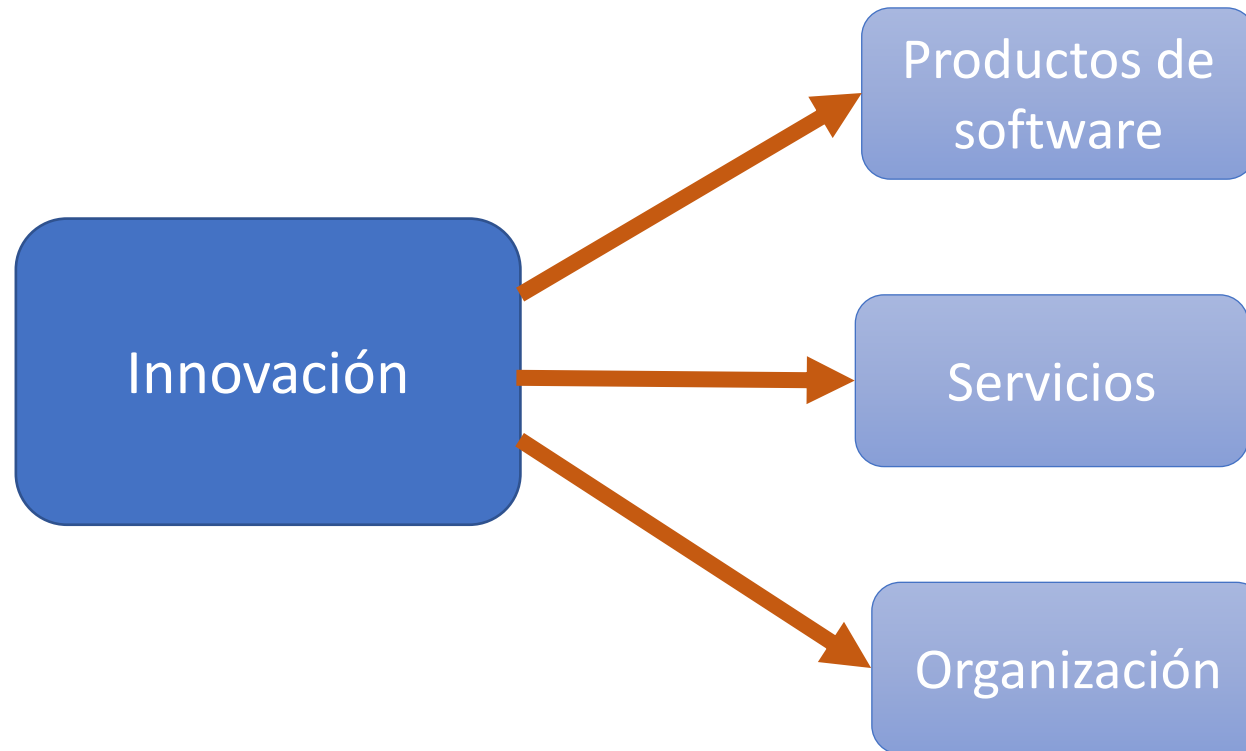 Productos de
software
Innovación
Servicios
Organización